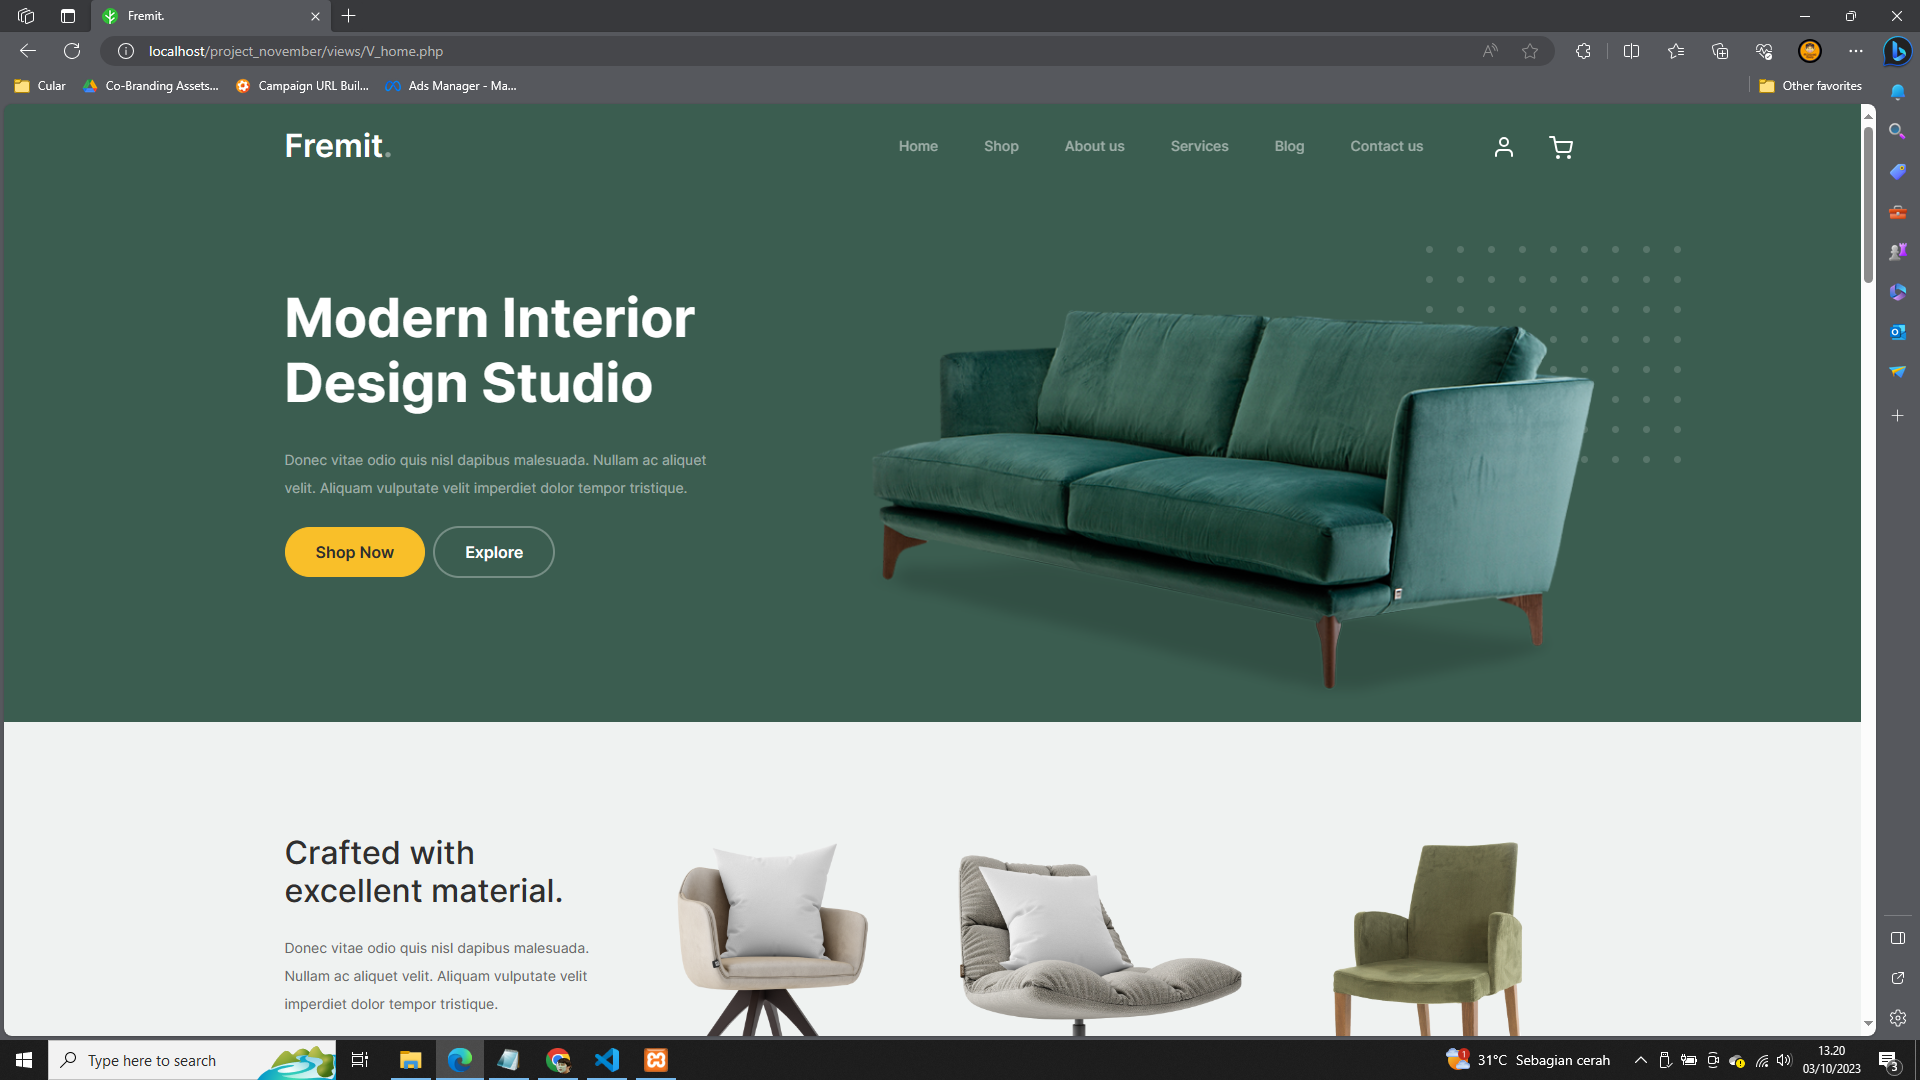 Fremit.
localhost/project_november/views/V_home.php
Cular
Co-Branding Assets...
Campaign URL Buil...
Ads Manager - Ma...
Other favorites
Fremit.
Home
Shop
About us
Services
Blog
Contact us
Modern Interior
Design Studio
Donec vitae odio quis nisl dapibus malesuada. Nullam ac aliquet
velit. Aliquam vulputate velit imperdiet dolor tempor tristique.
Shop Now
Explore
Crafted with
excellent material.
Donec vitae odio quis nisl dapibus malesuada.
Nullam ac aliquet velit. Aliquam vulputate velit
imperdiet dolor tempor tristique.
Type here to search
1
31°C Sebagian cerah
13.20
03/10/2023
3